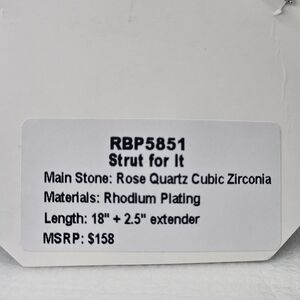 RBP5851
Strut for It
Main Stone: Rose Quartz Cubic Zirconia
Materials: Rhodium Plating
Length: 18" + 2.5" extender
MSRP: $158